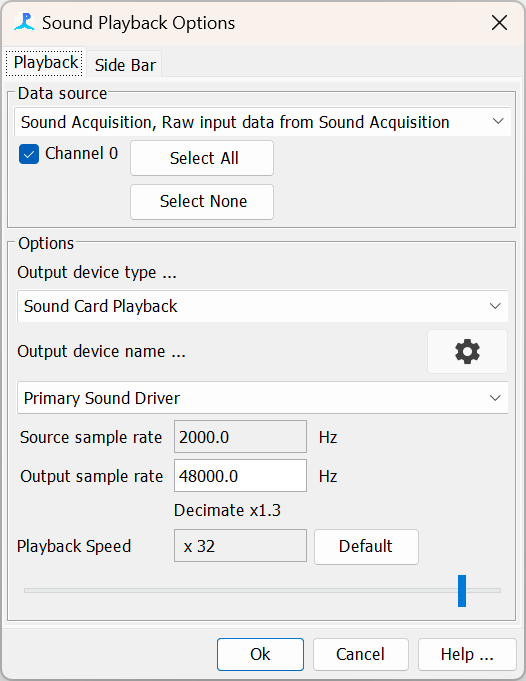 Sound Playback Options
Playback
Side Bar
Data source
Sound Acquisition, Raw input data from Sound Acquisition
Channel 0
Select All
Select None
Options
Output device type ...
Sound Card Playback
Output device name ...
Primary Sound Driver
Source sample rate 2000.0 Hz
Output sample rate 48000.0 Hz
Decimate x1.3
Playback Speed x 32 Default
Ok Cancel Help ...